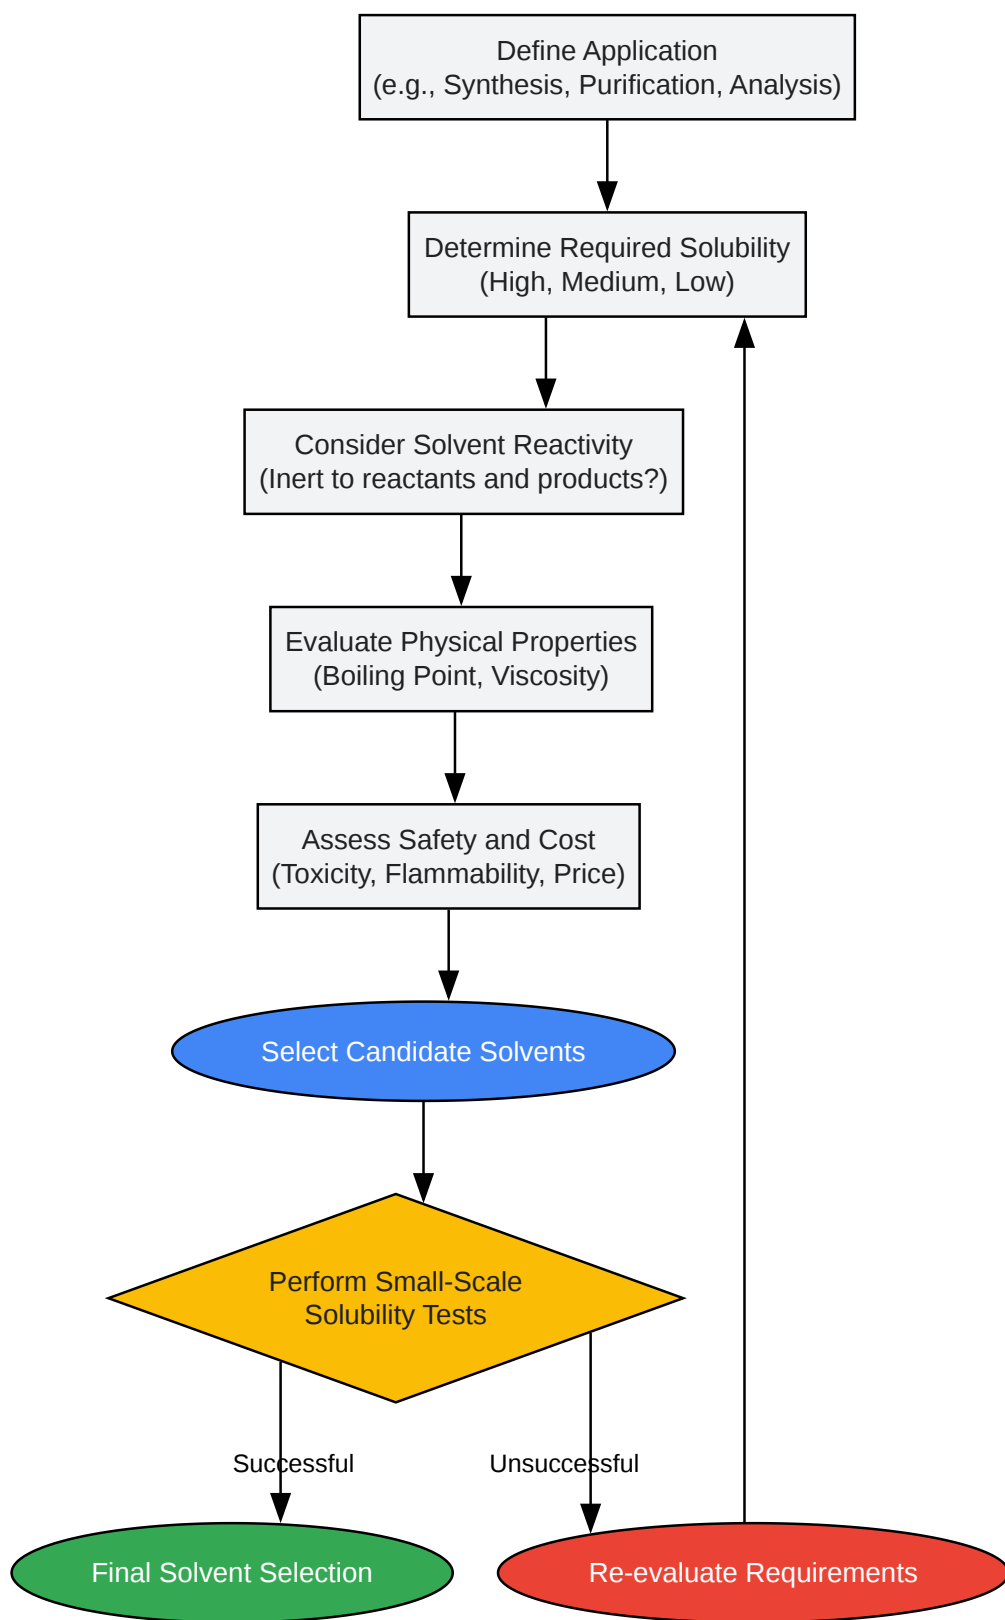 Define Application
(e.g., Synthesis, Purification, Analysis)
Determine Required Solubility
(High, Medium, Low)
Consider Solvent Reactivity
(Inert to reactants and products?)
Evaluate Physical Properties
(Boiling Point, Viscosity)
Assess Safety and Cost
(Toxicity, Flammability, Price)
Select Candidate Solvents
Perform Small-Scale
Solubility Tests
Successful
Unsuccessful
Final Solvent Selection
Re-evaluate Requirements